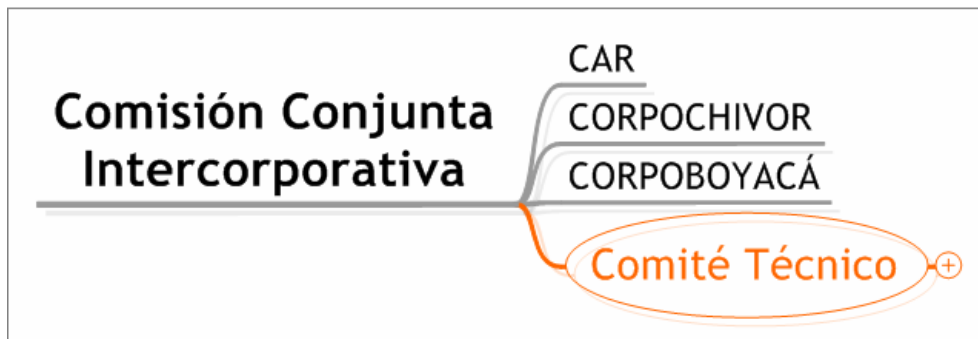 Comisión Conjunta
Intercorporativa
CAR
CORPOCHIVOR
CORPOBOYACÁ
Comité Técnico